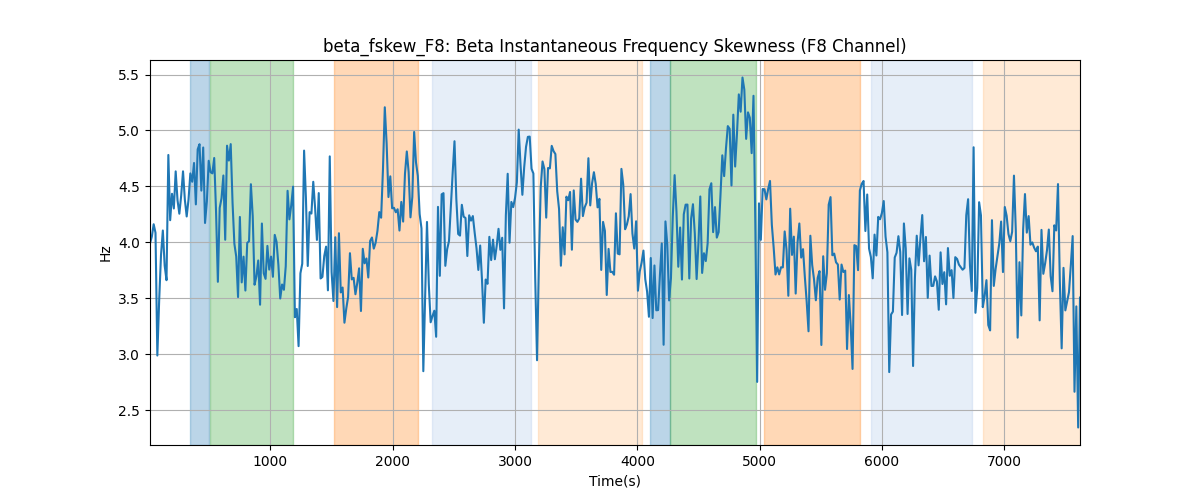 beta_fskew_F8: Beta Instantaneous Frequency Skewness (F8 Channel)
5.5
5.0
4.5
4.0
3.5
3.0
2.5
Hz
1000 2000 3000 4000 5000 6000 7000
Time(s)